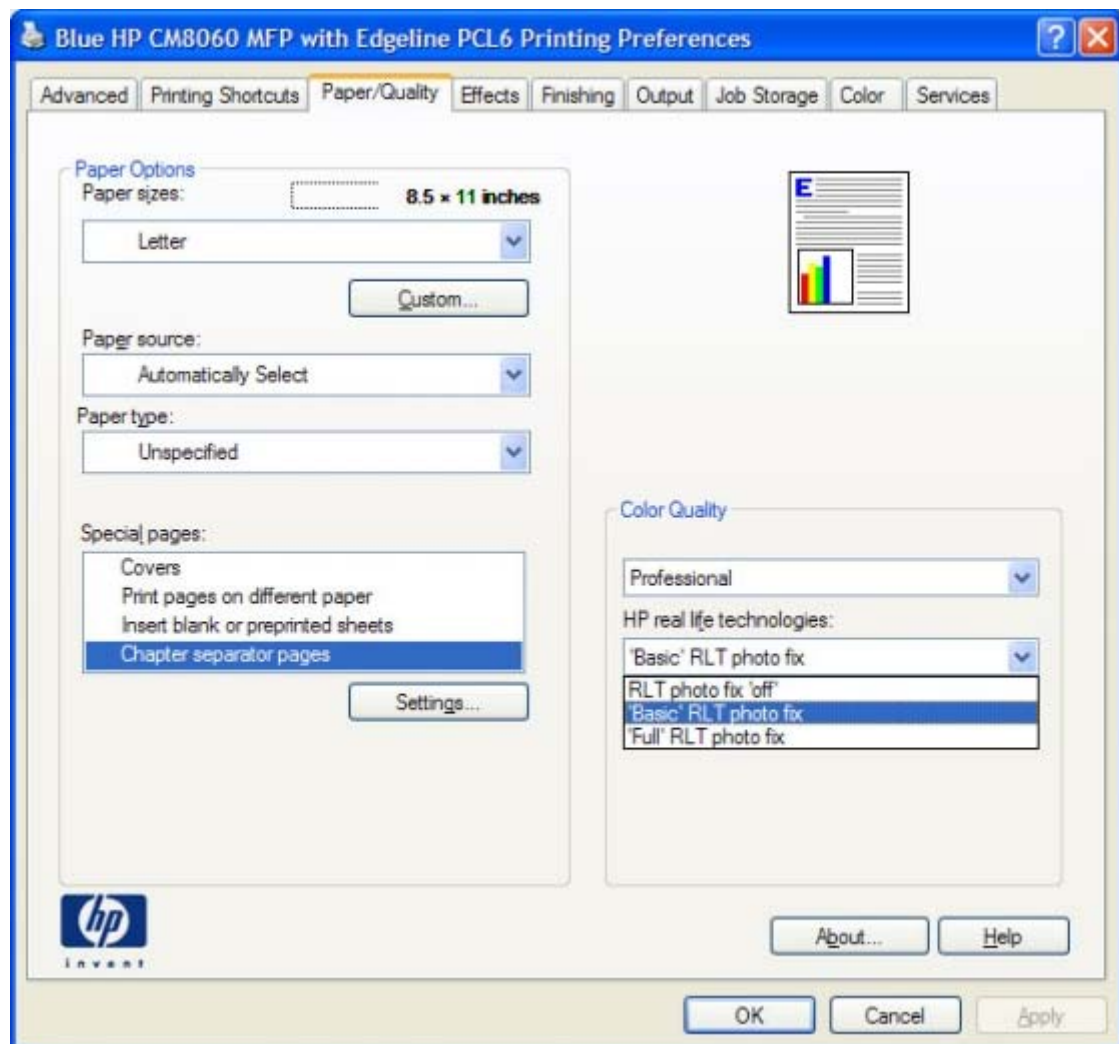 Blue HP CM8060 MFP with Edgeline PCL6 Printing Preferences
Advanced Printing Shortcuts Paper/Quality Effects Finishing Output Job Storage Color Services
Paper Options
Paper sizes: 8.5 × 11 inches
Letter
Custom...
Paper source:
Automatically Select
Paper type:
Unspecified
Special pages:
Covers
Print pages on different paper
Insert blank or preprinted sheets
Chapter separator pages
Settings...
E
Color Quality
Professional
HP real life technologies:
'Basic' RLT photo fix
RLT photo fix 'off'
'Basic' RLT photo fix
'Full' RLT photo fix
hp
invent
About... Help
OK Cancel Apply